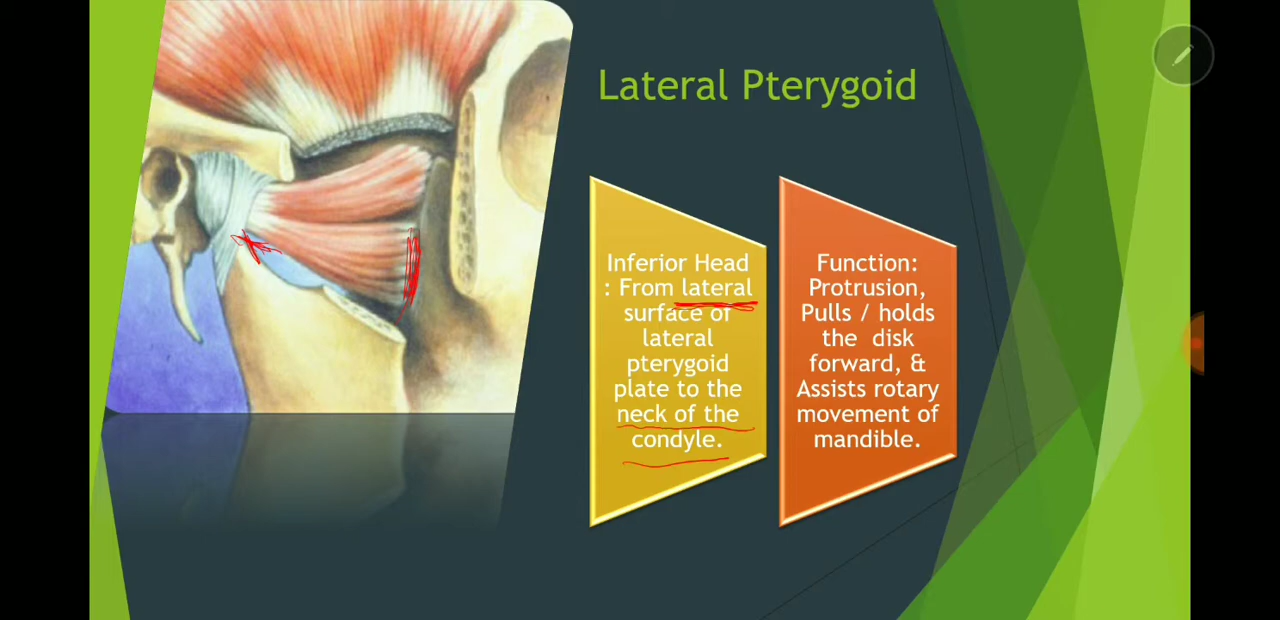 Lateral Pterygoid
Inferior Head
: From lateral
surface of
lateral
pterygoid
plate to the
neck of the
condyle.
Function:
Protrusion,
Pulls / holds
the disk
forward, &
Assists rotary
movement of
mandible.